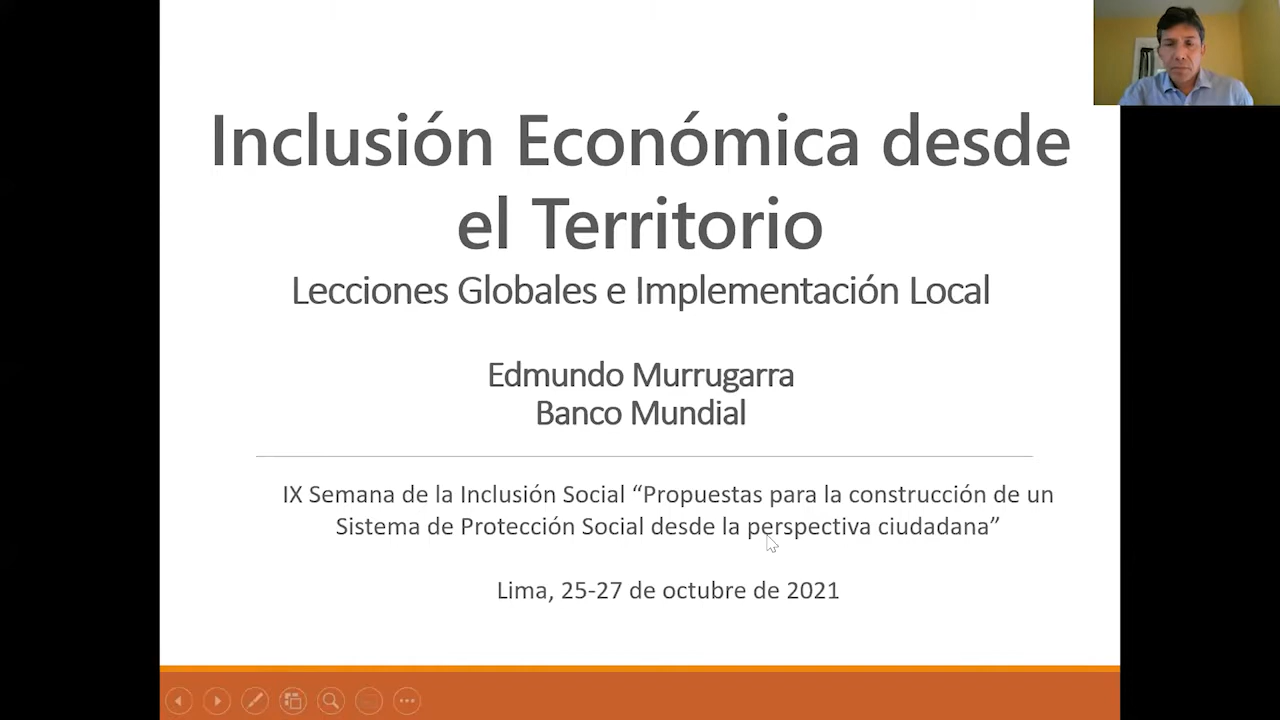 Inclusión Económica desde
el Territorio
Lecciones Globales e Implementación Local
Edmundo Murrugarra
Banco Mundial
IX Semana de la Inclusión Social “Propuestas para la construcción de un
Sistema de Protección Social desde la perspectiva ciudadana”
Lima, 25-27 de octubre de 2021